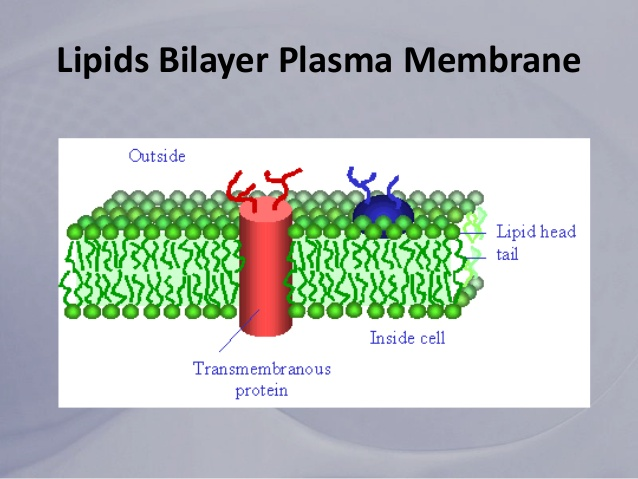 Lipids Bilayer Plasma Membrane
Outside
Lipid head
tail
Inside cell
Transmembranous
protein